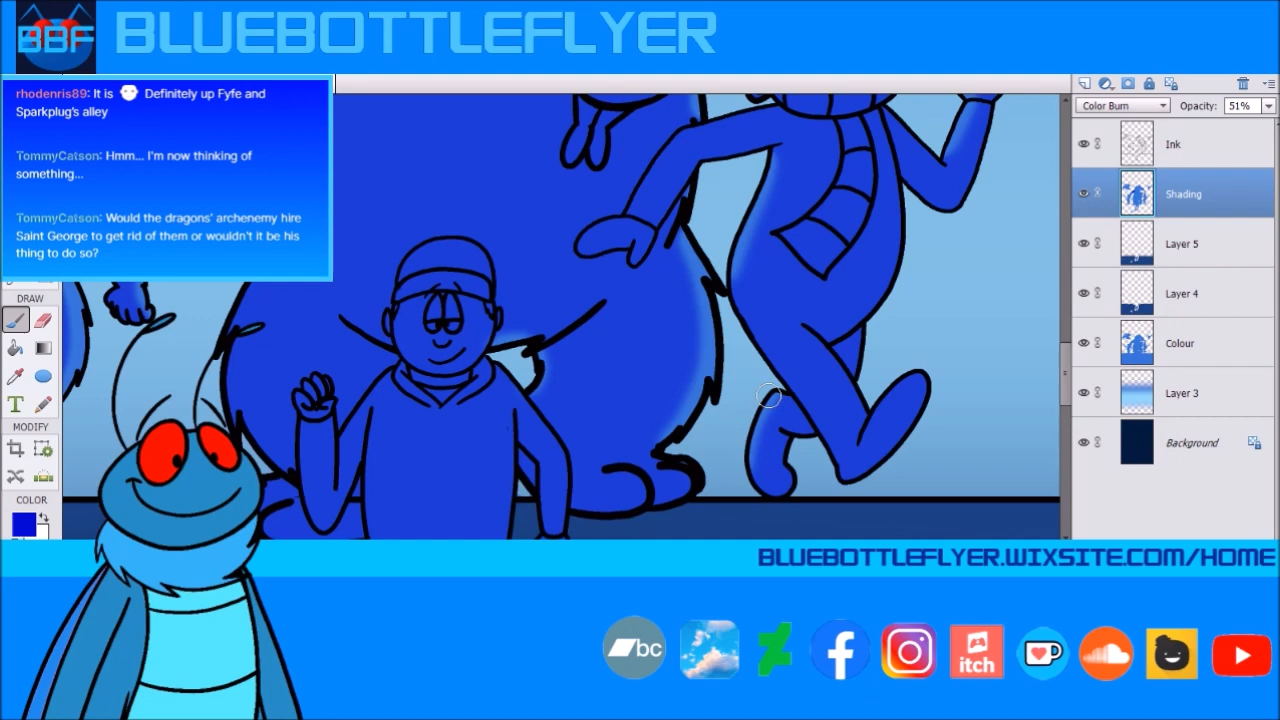 BBF BLUEBOTTLEFLYER
rhodenris89: It is Definitely up Fyfe and
Sparkplug's alley
TommyCatson: Hmm... I'm now thinking of
something...
TommyCatson: Would the dragons' archenemy hire
Saint George to get rid of them or wouldn't it be his
thing to do so?
Color Burn Opacity: 51%
Ink
Shading
Layer 5
Layer 4
Colour
Layer 3
Background
DRAW
T
MODIFY
COLOR
BLUEBOTTLEFLYER.WIXSITE.COM/HOME
bc
itch